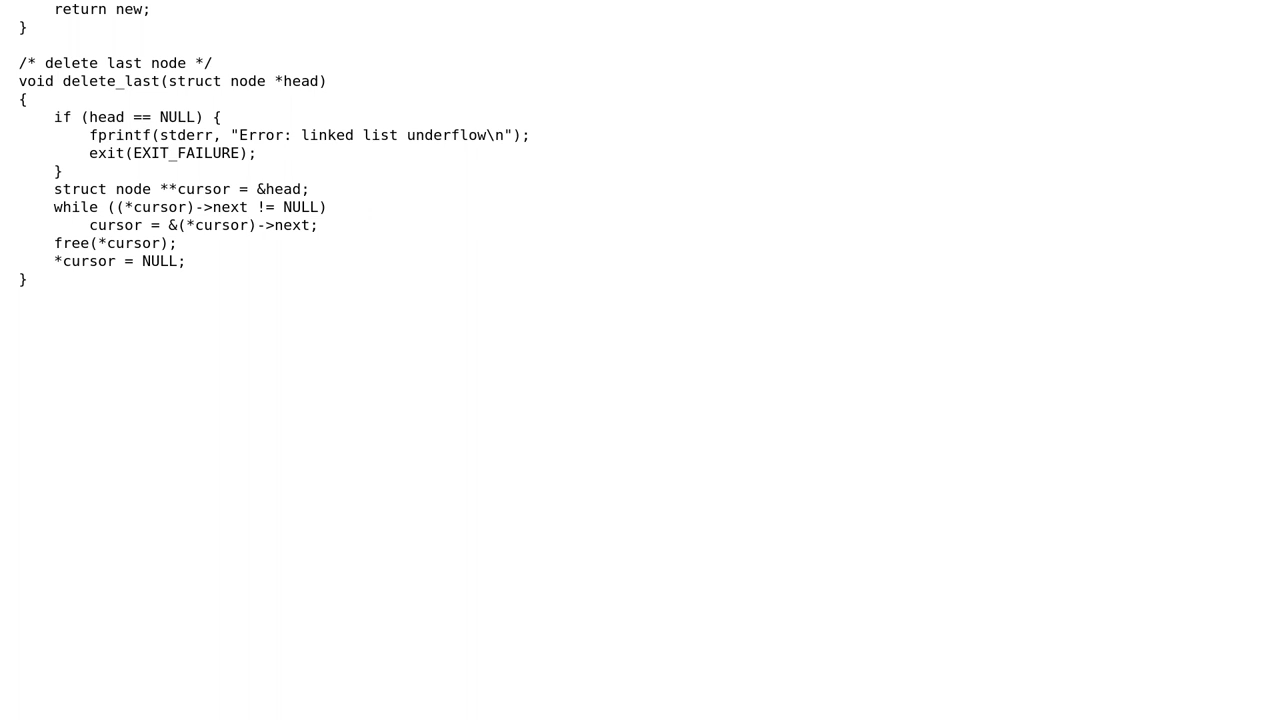 return new;
}

/* delete last node */
void delete_last(struct node *head)
{
    if (head == NULL) {
        fprintf(stderr, "Error: linked list underflow\n");
        exit(EXIT_FAILURE);
    }
    struct node **cursor = &head;
    while ((*cursor)->next != NULL)
        cursor = &(*cursor)->next;
    free(*cursor);
    *cursor = NULL;
}